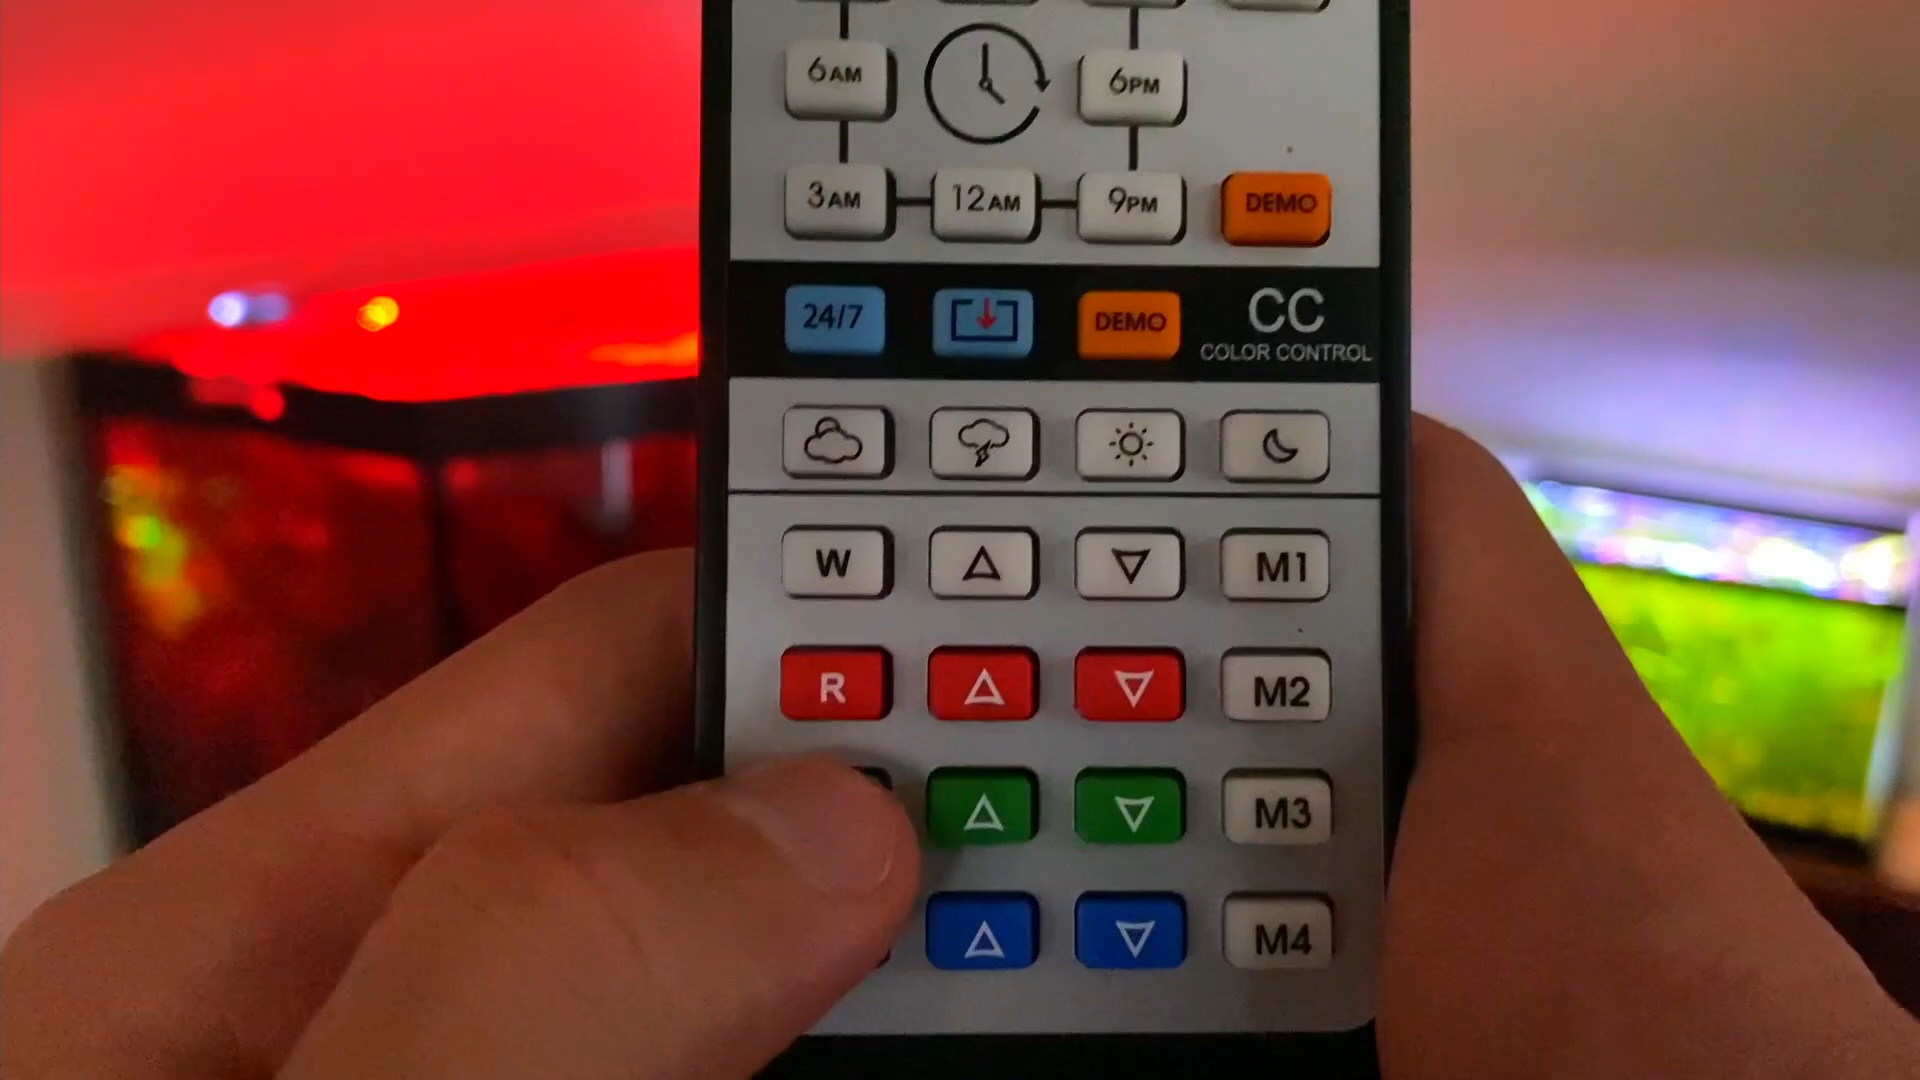 6AM 6PM
3AM 12AM 9PM DEMO
24/7 DEMO CC
COLOR CONTROL
W M1
R M2
M3
M4